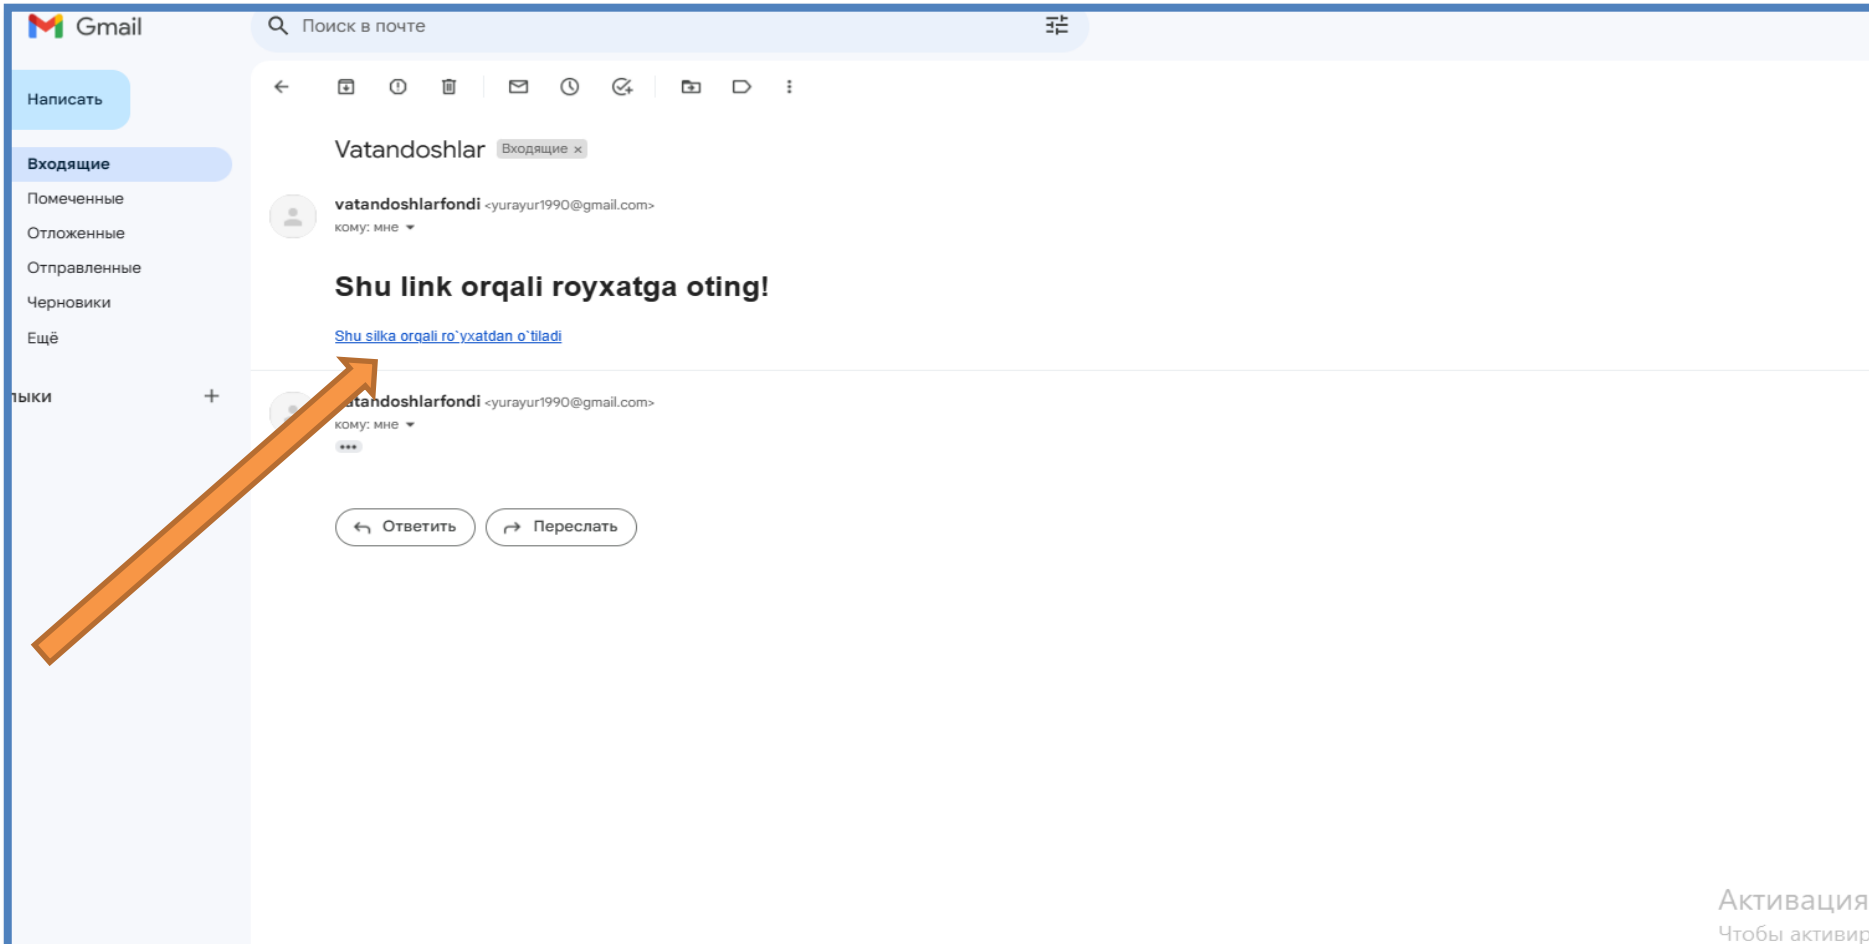 Gmail
Поиск в почте
Написать
Входящие
Помеченные
Отложенные
Отправленные
Черновики
Ещё
лыки
Vatandoshlar Входящие x
vatandoshlarfondi <yurayur1990@gmail.com>
кому: мне
Shu link orqali royxatga oting!
Shu silka orqali ro`yxatdan o`tiladi
vatandoshlarfondi <yurayur1990@gmail.com>
кому: мне
Ответить
Переслать
Активация
Чтобы активир